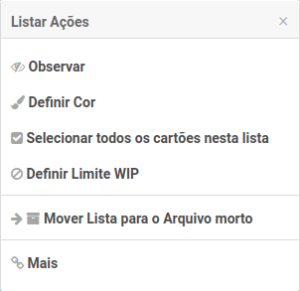 Listar Ações
Observar
Definir Cor
Selecionar todos os cartões nesta lista
Definir Limite WIP
Mover Lista para o Arquivo morto
Mais